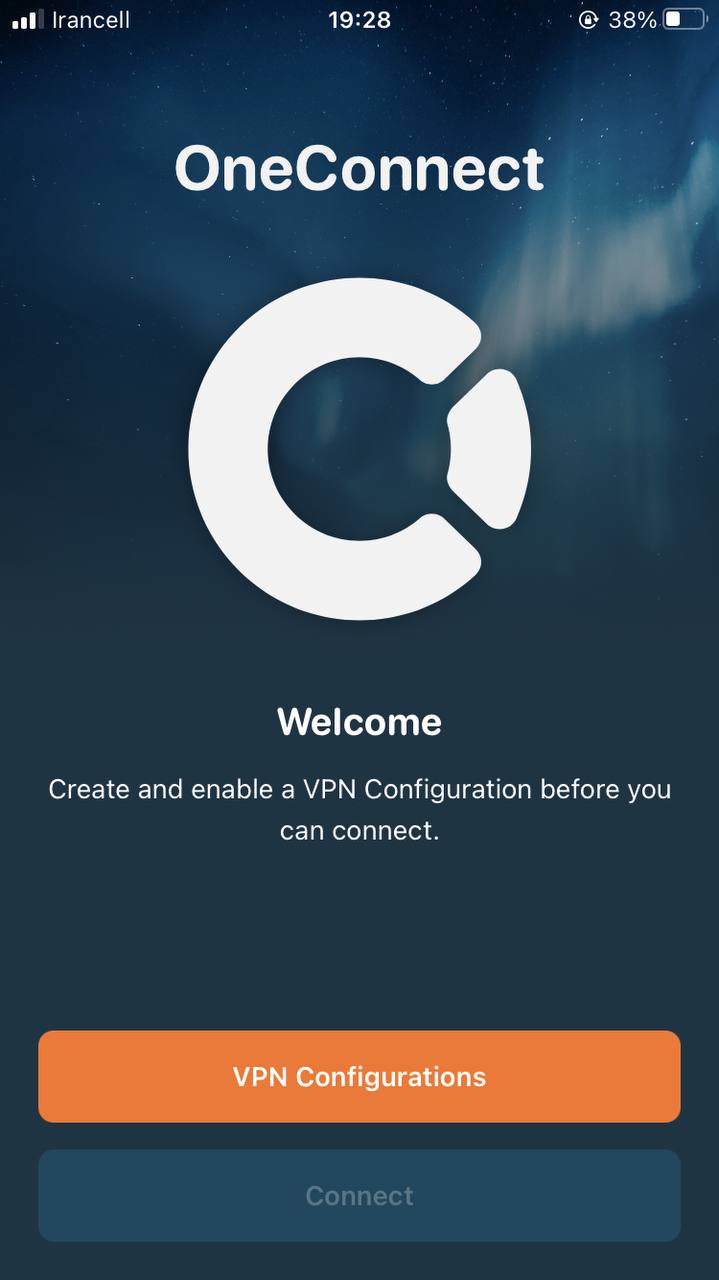 Irancell
19:28
38%
OneConnect
Welcome
Create and enable a VPN Configuration before you
can connect.
VPN Configurations
Connect